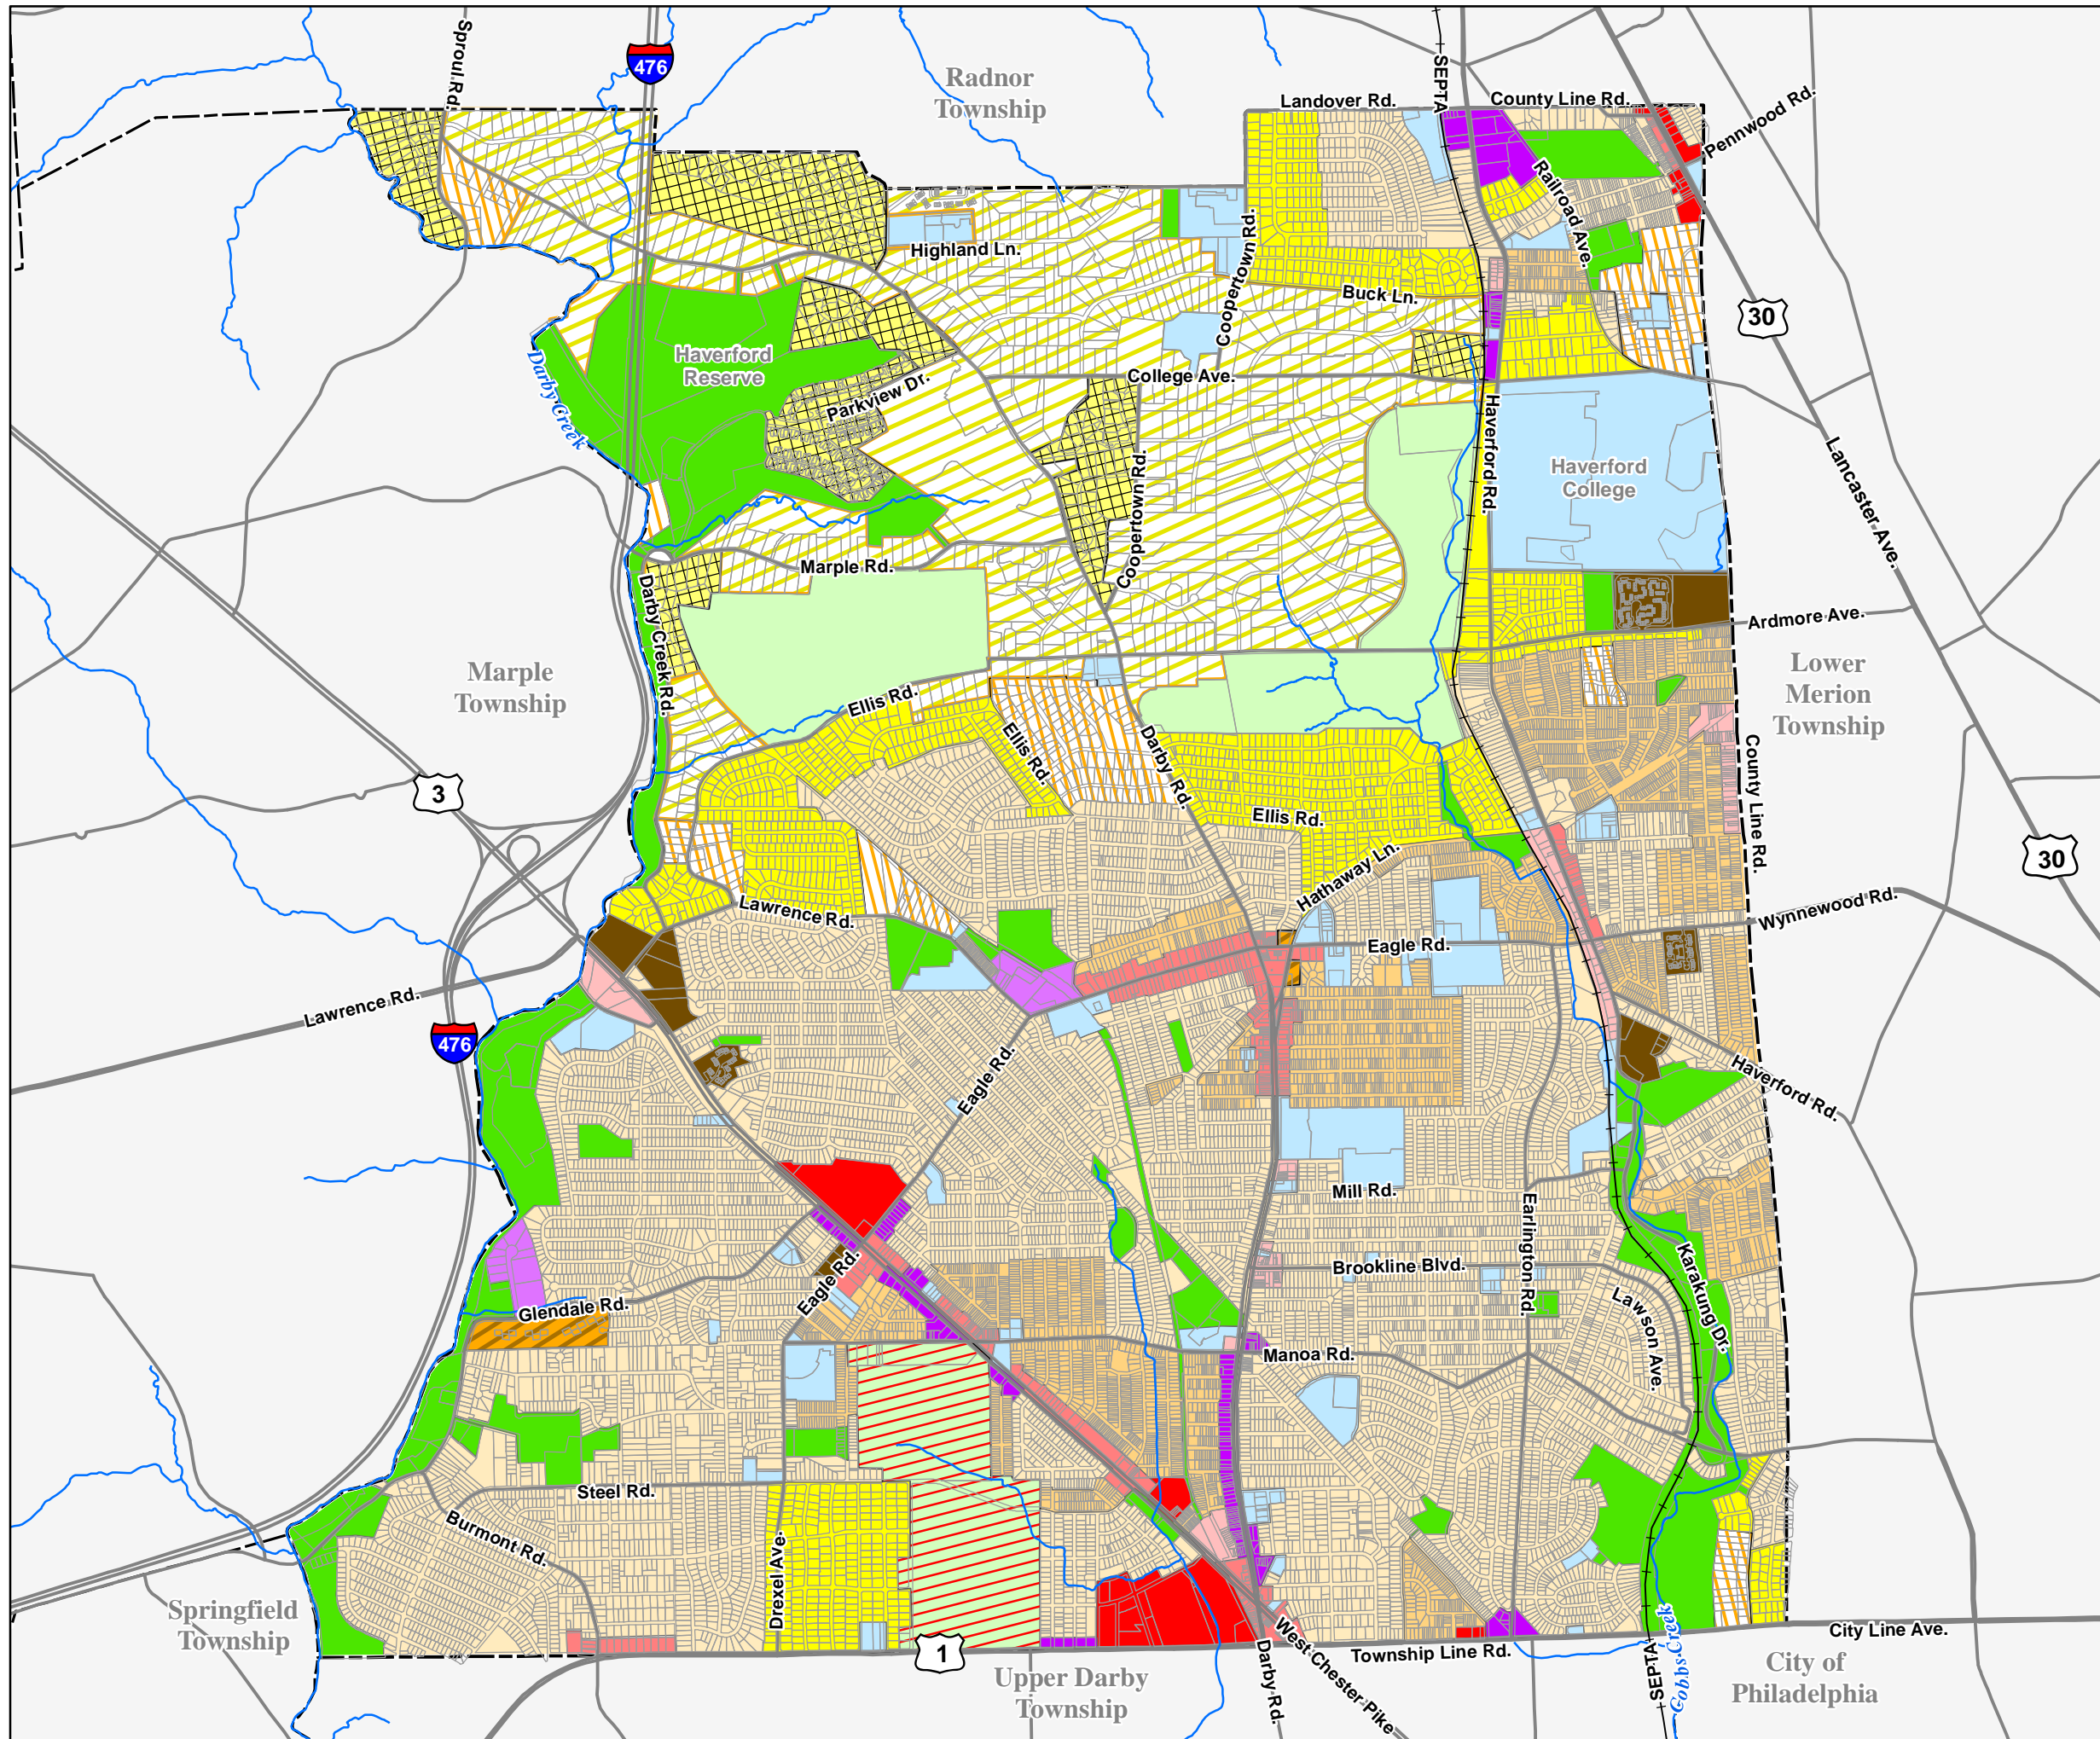 Sproul Rd.
476
Radnor
Township
SEPTA
Landover Rd.
County Line Rd.
Pennwood Rd.
Railroad Ave.
Highland Ln.
Coopertown Rd.
Buck Ln.
30
Haverford
Reserve
Darby Creek
Parkview Dr.
College Ave.
Haverford Rd.
Haverford
College
Lancaster Ave.
Coopertown Rd.
Marple Rd.
Darby Creek Rd.
Ardmore Ave.
Marple
Township
Lower
Merion
Township
Ellis Rd.
Ellis Rd.
Darby Rd.
County Line Rd.
3
Ellis Rd.
30
Hathaway Ln.
Lawrence Rd.
Wynnewood Rd.
Eagle Rd.
Lawrence Rd.
476
Eagle Rd.
Haverford Rd.
Mill Rd.
Earlington Rd.
Karakung Dr.
Brookline Blvd.
Eagle Rd.
Glendale Rd.
Lawson Ave.
Manoa Rd.
Steel Rd.
Burmont Rd.
Drexel Ave.
Springfield
Township
1
Upper Darby
Township
Darby Rd.
West Chester Pike
Township Line Rd.
SEPTA
Cobbs Creek
City Line Ave.
City of
Philadelphia